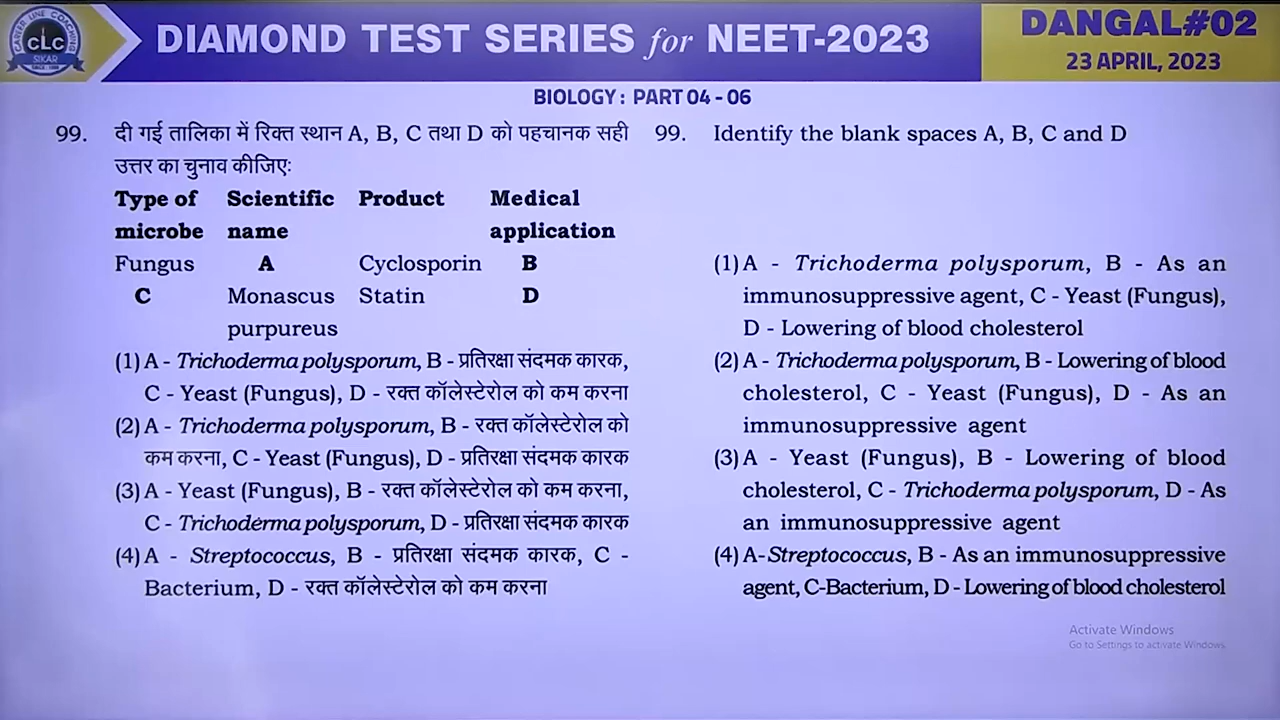 CAREER LINE COACHING
CLC
SIKAR
DIAMOND TEST SERIES for NEET-2023
DANGAL#02
23 APRIL, 2023
BIOLOGY : PART 04 - 06
99. दी गई तालिका में रिक्त स्थान A, B, C तथा D को पहचानक सही
उत्तर का चुनाव कीजिएः
Type of Scientific Product Medical
microbe name application
Fungus A Cyclosporin B
C Monascus Statin D
purpureus
(1) A - Trichoderma polysporum, B - प्रतिरक्षा संदमक कारक,
C - Yeast (Fungus), D - रक्त कॉलेस्टेरोल को कम करना
(2) A - Trichoderma polysporum, B - रक्त कॉलेस्टेरोल को
कम करना, C - Yeast (Fungus), D - प्रतिरक्षा संदमक कारक
(3) A - Yeast (Fungus), B - रक्त कॉलेस्टेरोल को कम करना,
C - Trichoderma polysporum, D - प्रतिरक्षा संदमक कारक
(4) A - Streptococcus, B - प्रतिरक्षा संदमक कारक, C -
Bacterium, D - रक्त कॉलेस्टेरोल को कम करना
99. Identify the blank spaces A, B, C and D
(1) A - Trichoderma polysporum, B - As an
immunosuppressive agent, C - Yeast (Fungus),
D - Lowering of blood cholesterol
(2) A - Trichoderma polysporum, B - Lowering of blood
cholesterol, C - Yeast (Fungus), D - As an
immunosuppressive agent
(3) A - Yeast (Fungus), B - Lowering of blood
cholesterol, C - Trichoderma polysporum, D - As
an immunosuppressive agent
(4) A-Streptococcus, B - As an immunosuppressive
agent, C-Bacterium, D - Lowering of blood cholesterol
Activate Windows
Go to Settings to activate Windows.